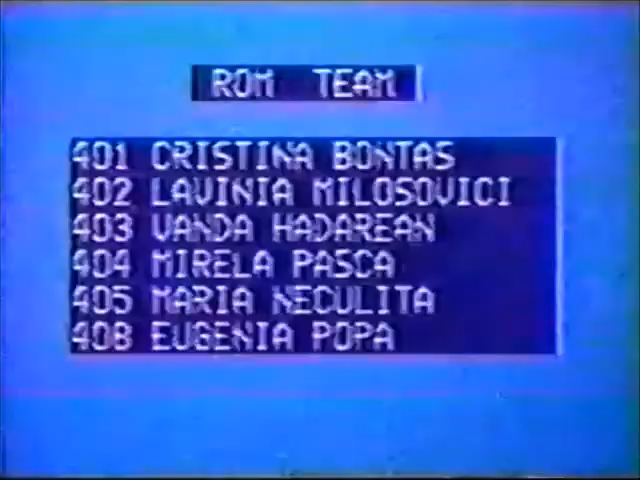 ROM TEAM
401 CRISTINA BONTAS
402 LAVINIA MILOSOVICI
403 VANDA HADAREAN
404 MIRELA PASCA
405 MARIA NECULITA
408 EUGENIA POPA